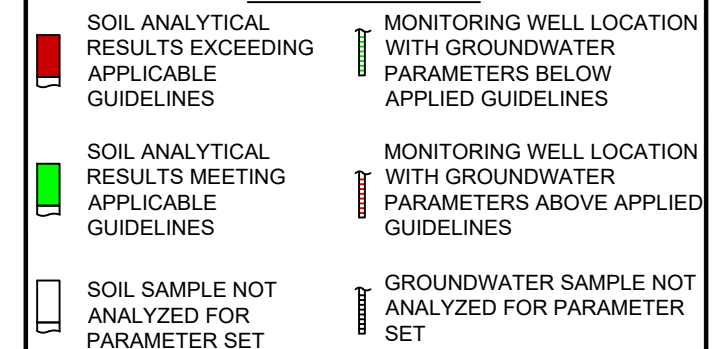 SOIL ANALYTICAL
RESULTS EXCEEDING
APPLICABLE
GUIDELINES
MONITORING WELL LOCATION
WITH GROUNDWATER
PARAMETERS BELOW
APPLIED GUIDELINES
SOIL ANALYTICAL
RESULTS MEETING
APPLICABLE
GUIDELINES
MONITORING WELL LOCATION
WITH GROUNDWATER
PARAMETERS ABOVE APPLIED
GUIDELINES
SOIL SAMPLE NOT
ANALYZED FOR
PARAMETER SET
GROUNDWATER SAMPLE NOT
ANALYZED FOR PARAMETER
SET